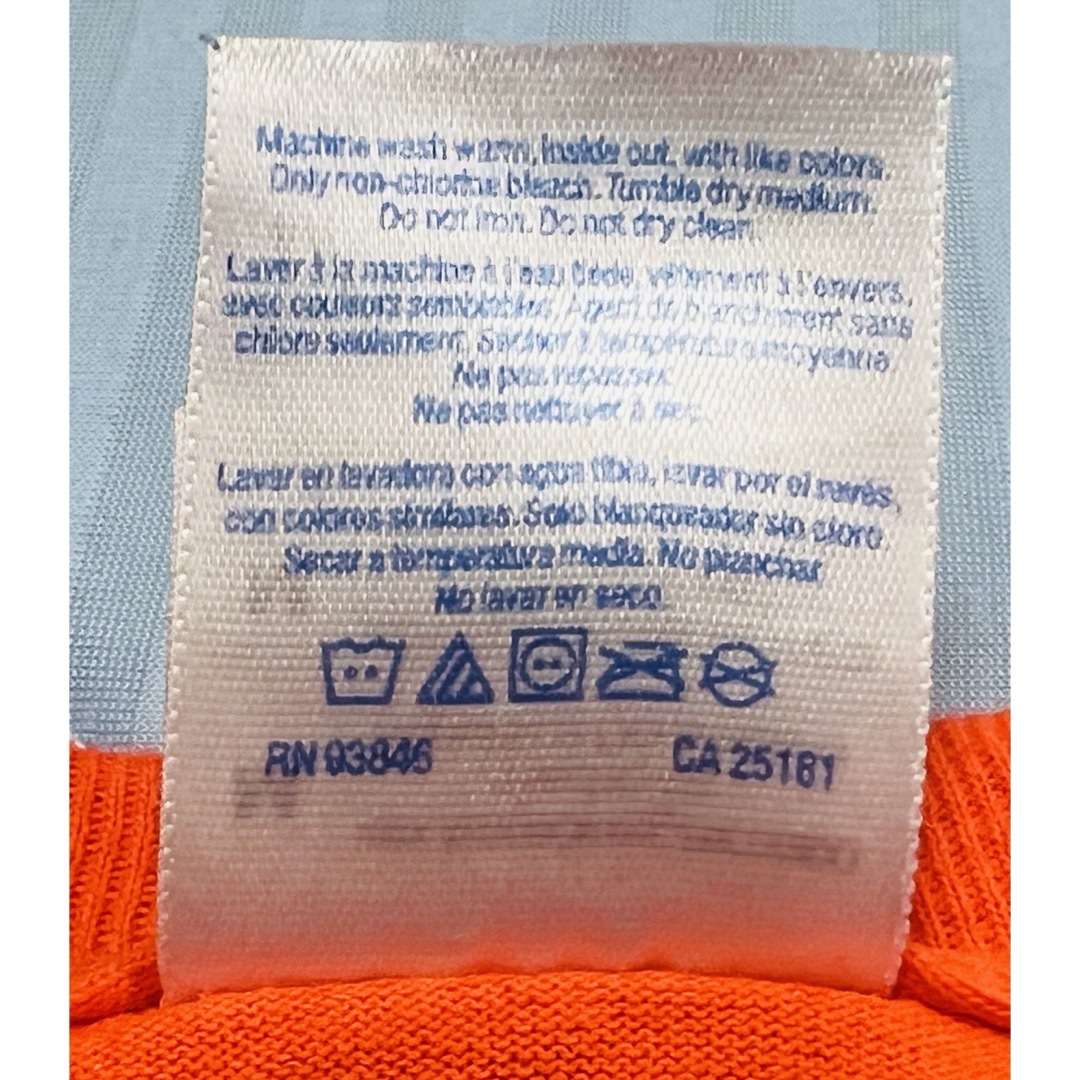 Machine wash warm, inside out, with like colors.
Only non-chlorine bleach. Tumble dry medium.
Do not iron. Do not dry clean.
Laver à la machine à l'eau tiède, vêtement à l'envers,
avec couleurs semblables. Agent de blanchiment sans
chlore seulement. Sécher à température moyenne
Ne pas repasser.
Ne pas nettoyer à sec.
Lavar en lavadora con agua tibia, lavar por el revés,
con colores similares. Solo blanqueador sin cloro.
Secar a temperatura media. No planchar
No lavar en seco.
RN 93846 CA 25181